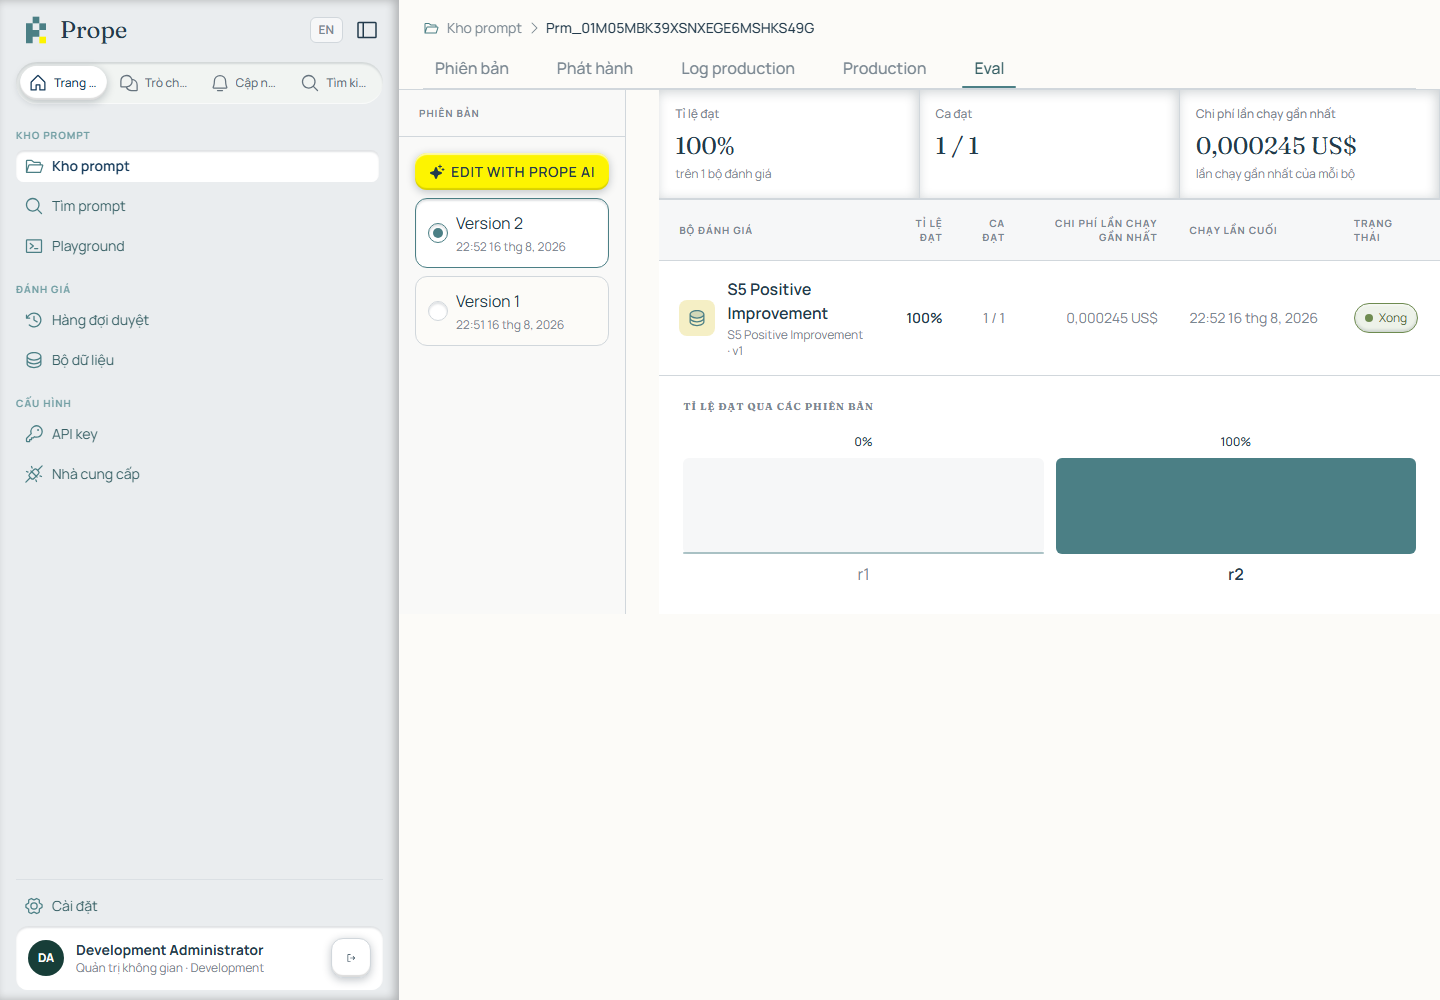 Prope
EN
Trang ...
Trò ch...
Cập n...
Tìm ki...
KHO PROMPT
Kho prompt
Tìm prompt
Playground
ĐÁNH GIÁ
Hàng đợi duyệt
Bộ dữ liệu
CẤU HÌNH
API key
Nhà cung cấp
Cài đặt
DA
Development Administrator
Quản trị không gian · Development
Kho prompt > Prm_01M05MBK39XSNXEGE6MSHKS49G
Phiên bản
Phát hành
Log production
Production
Eval
PHIÊN BẢN
EDIT WITH PROPE AI
Version 2
22:52 16 thg 8, 2026
Version 1
22:51 16 thg 8, 2026
Tỉ lệ đạt
100%
trên 1 bộ đánh giá
Ca đạt
1 / 1
Chi phí lần chạy gần nhất
0,000245 US$
lần chạy gần nhất của mỗi bộ
BỘ ĐÁNH GIÁ
TỈ LỆ
ĐẠT
CA
ĐẠT
CHI PHÍ LẦN CHẠY
GẦN NHẤT
CHẠY LẦN CUỐI
TRẠNG
THÁI
S5 Positive
Improvement
S5 Positive Improvement
· v1
100%
1 / 1
0,000245 US$
22:52 16 thg 8, 2026
Xong
TỈ LỆ ĐẠT QUA CÁC PHIÊN BẢN
0%
100%
r1
r2